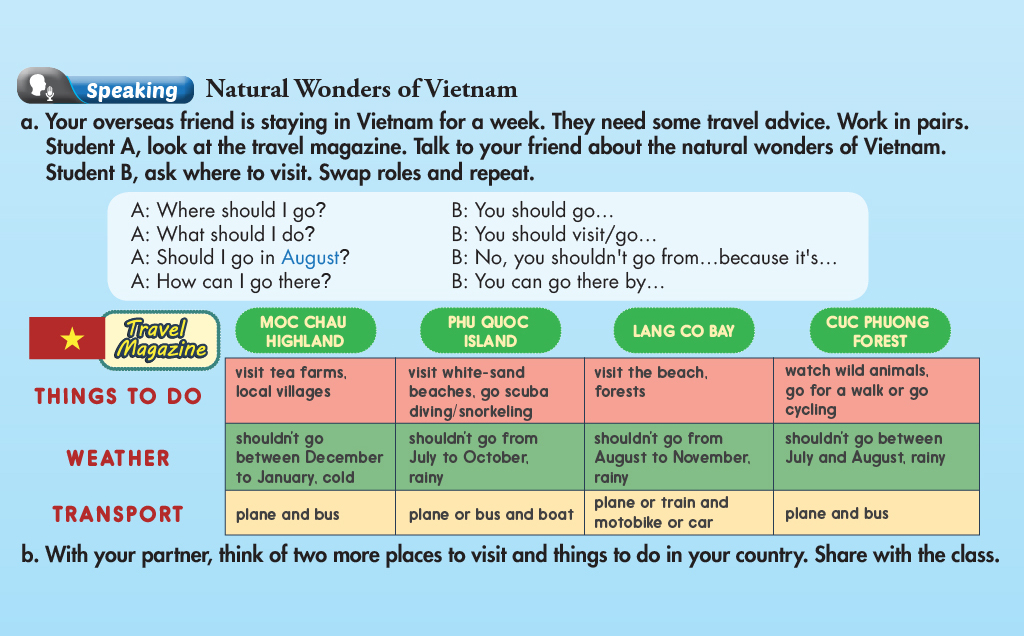 Speaking Natural Wonders of Vietnam
a. Your overseas friend is staying in Vietnam for a week. They need some travel advice. Work in pairs.
Student A, look at the travel magazine. Talk to your friend about the natural wonders of Vietnam.
Student B, ask where to visit. Swap roles and repeat.
A: Where should I go? B: You should go...
A: What should I do? B: You should visit/go...
A: Should I go in August? B: No, you shouldn't go from...because it's...
A: How can I go there? B: You can go there by...
Travel
Magazine
MOC CHAU
HIGHLAND
PHU QUOC
ISLAND
LANG CO BAY
CUC PHUONG
FOREST
THINGS TO DO
visit tea farms,
local villages
visit white-sand
beaches, go scuba
diving/snorkeling
visit the beach,
forests
watch wild animals,
go for a walk or go
cycling
WEATHER
shouldn't go
between December
to January, cold
shouldn't go from
July to October,
rainy
shouldn't go from
August to November,
rainy
shouldn't go between
July and August, rainy
TRANSPORT
plane and bus
plane or bus and boat
plane or train and
motobike or car
plane and bus
b. With your partner, think of two more places to visit and things to do in your country. Share with the class.